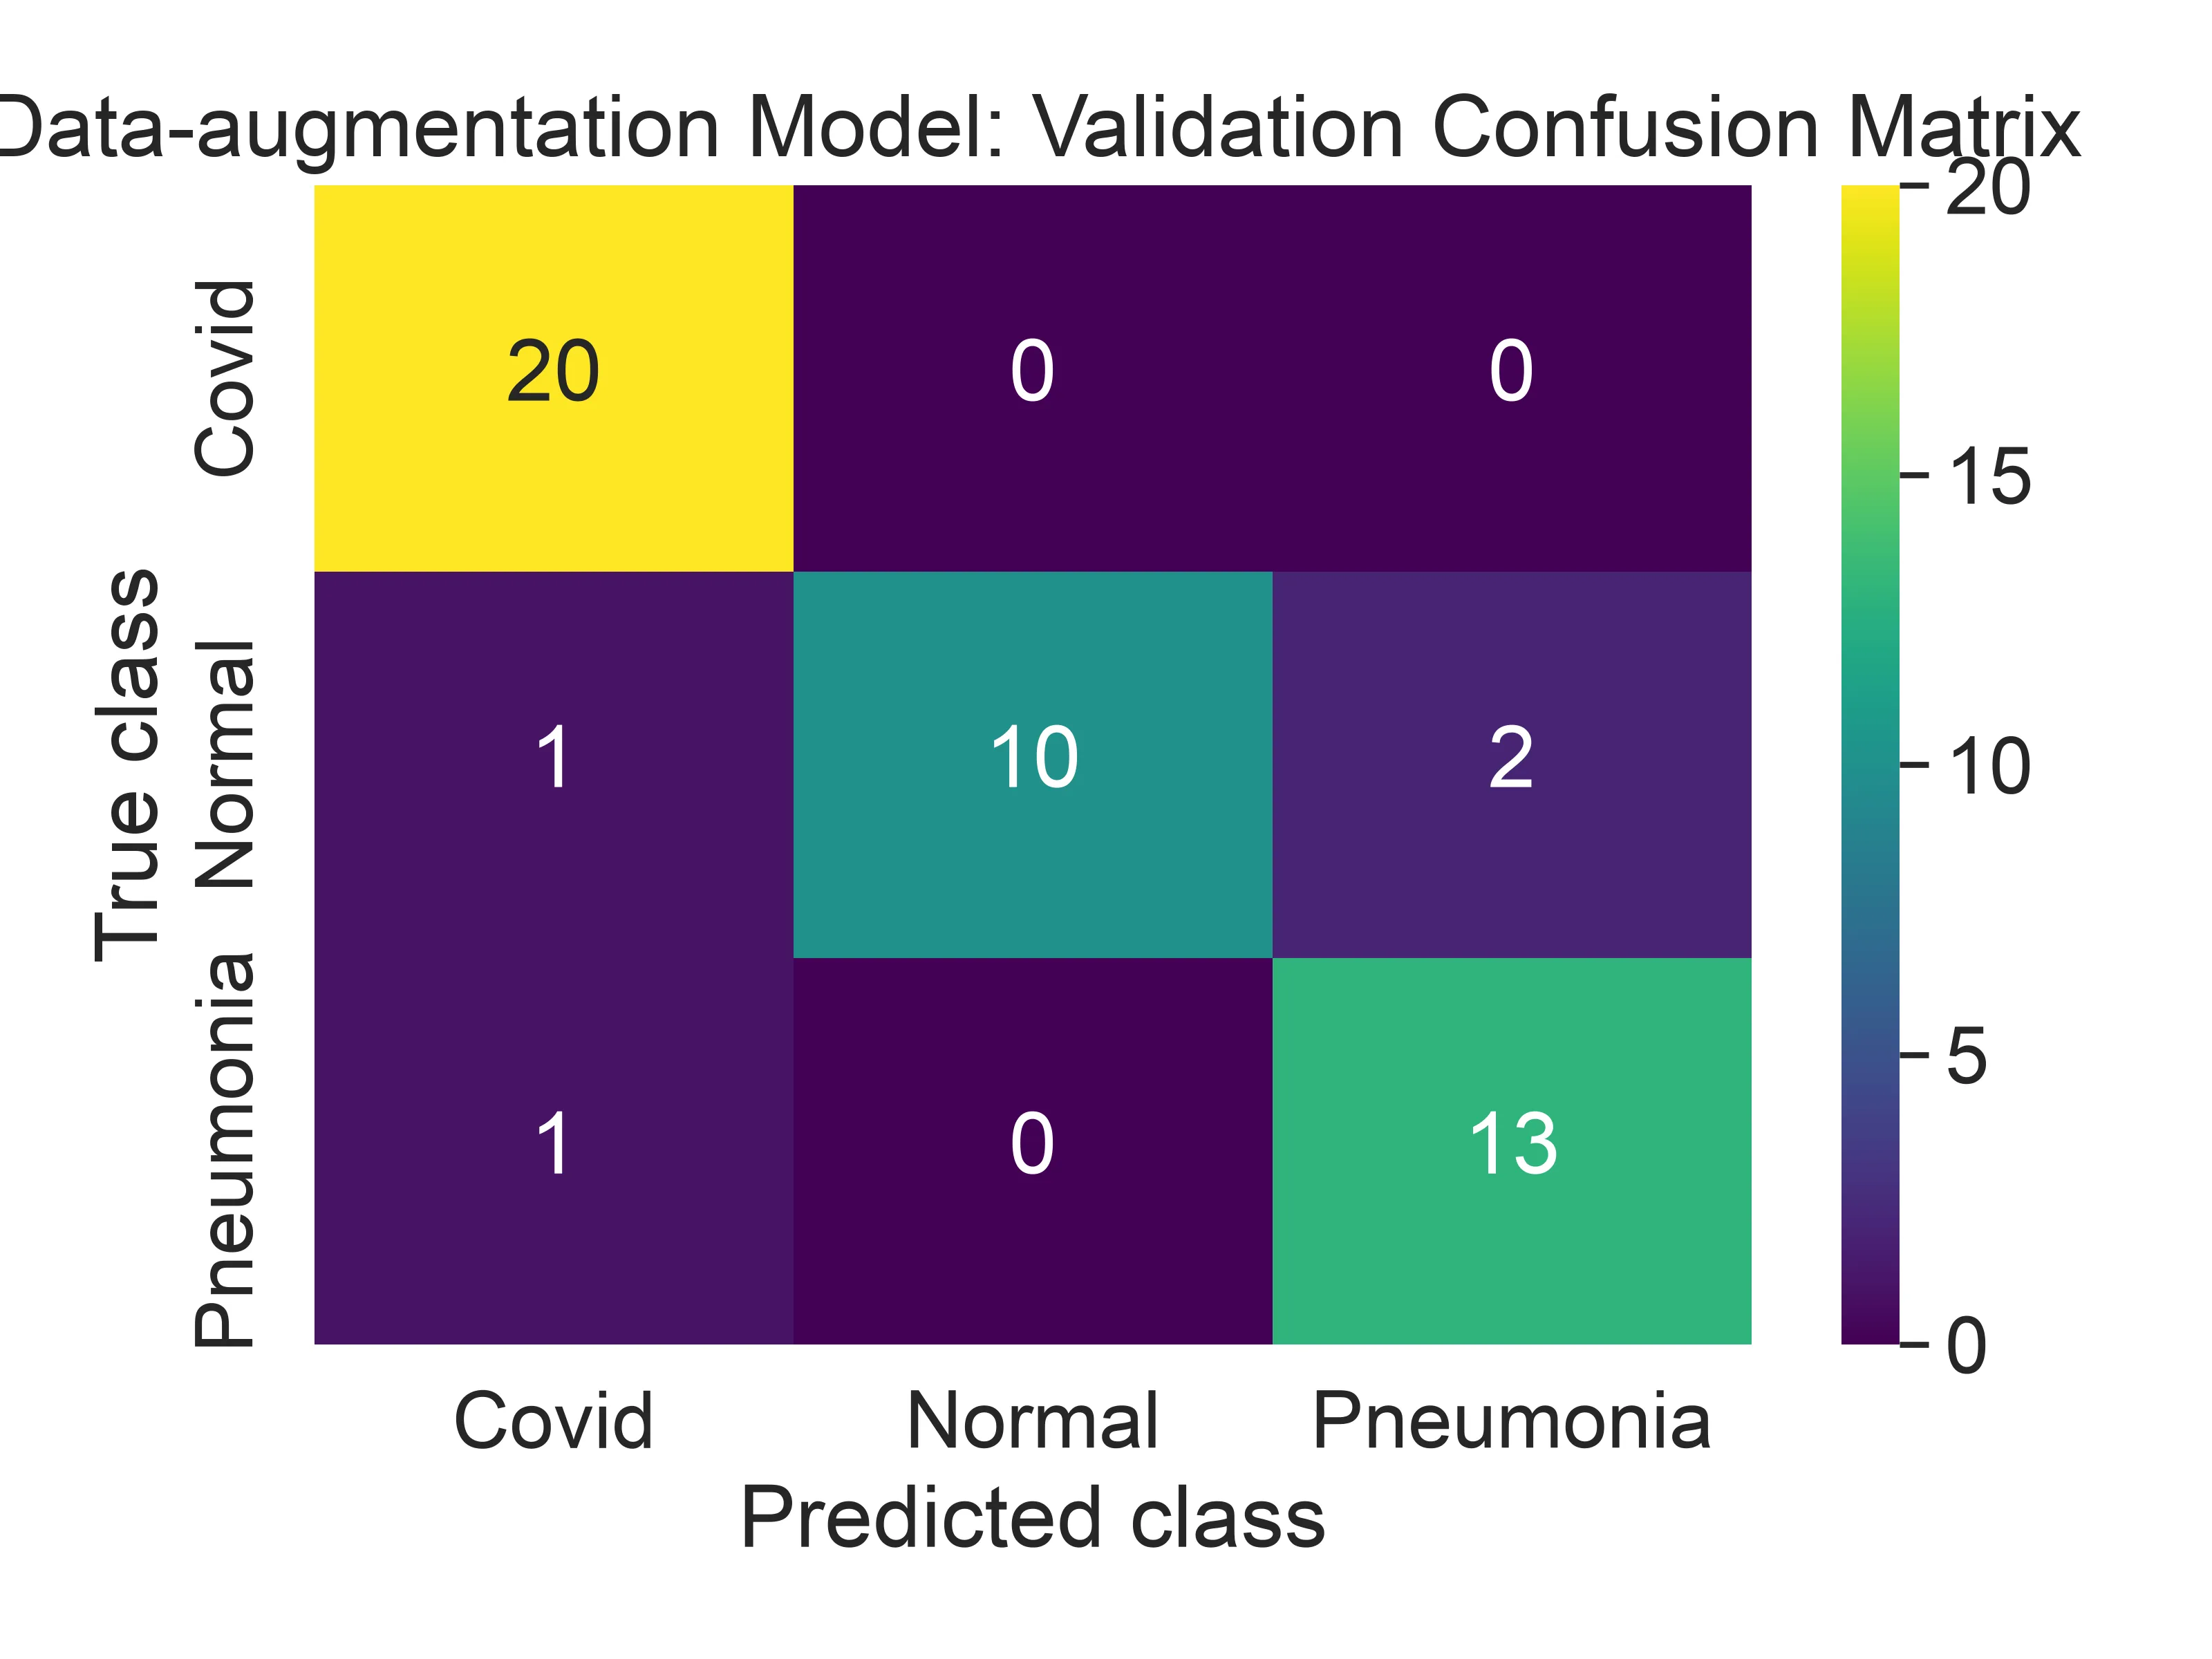 Data-augmentation Model: Validation Confusion Matrix
True class
Covid
Normal
Pneumonia
20 0 0
1 10 2
1 0 13
Covid Normal Pneumonia
Predicted class
20
15
10
5
0